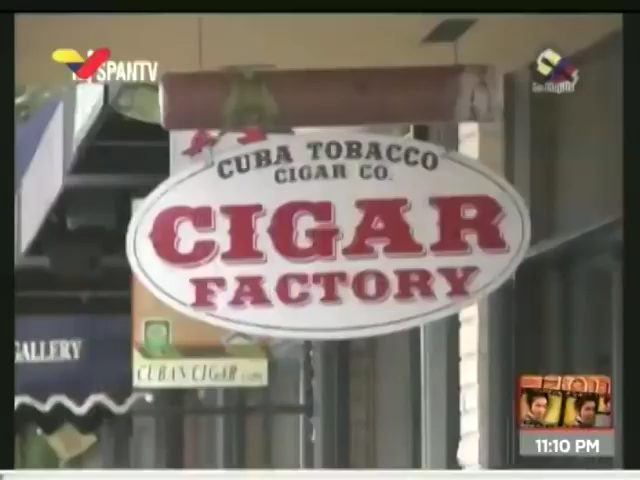 SPANTV
CUBA TOBACCO
CIGAR CO.
CIGAR
FACTORY
GALLERY
CUBAN CIGAR
11:10 PM